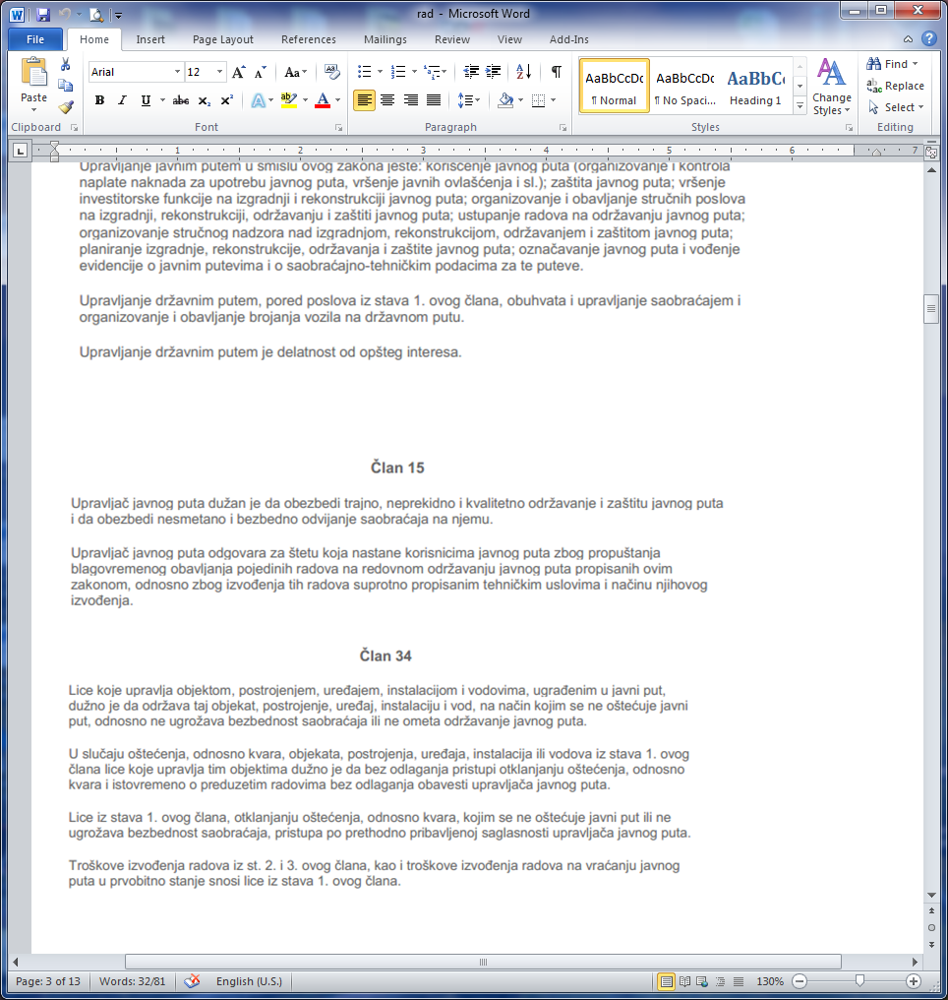 rad - Microsoft Word
File Home Insert Page Layout References Mailings Review View Add-Ins
Paste
Clipboard
Arial 12 A A Aa
B I U abc x₂ x² A ab A
Font
Paragraph
AaBbCcDc AaBbCcDc AaBbC
¶ Normal ¶ No Spaci... Heading 1
Styles
Change Styles
Find
Replace
Select
Editing
L 1 2 3 4 5 6 7
Upravljanje javnim putem u smislu ovog zakona jeste: korišćenje javnog puta (organizovanje i kontrola
naplate naknada za upotrebu javnog puta, vršenje javnih ovlašćenja i sl.); zaštita javnog puta; vršenje
investitorske funkcije na izgradnji i rekonstrukciji javnog puta; organizovanje i obavljanje stručnih poslova
na izgradnji, rekonstrukciji, održavanju i zaštiti javnog puta; ustupanje radova na održavanju javnog puta;
organizovanje stručnog nadzora nad izgradnjom, rekonstrukcijom, održavanjem i zaštitom javnog puta;
planiranje izgradnje, rekonstrukcije, održavanja i zaštite javnog puta; označavanje javnog puta i vođenje
evidencije o javnim putevima i o saobraćajno-tehničkim podacima za te puteve.
Upravljanje državnim putem, pored poslova iz stava 1. ovog člana, obuhvata i upravljanje saobraćajem i
organizovanje i obavljanje brojanja vozila na državnom putu.
Upravljanje državnim putem je delatnost od opšteg interesa.
Član 15
Upravljač javnog puta dužan je da obezbedi trajno, neprekidno i kvalitetno održavanje i zaštitu javnog puta
i da obezbedi nesmetano i bezbedno odvijanje saobraćaja na njemu.
Upravljač javnog puta odgovara za štetu koja nastane korisnicima javnog puta zbog propuštanja
blagovremenog obavljanja pojedinih radova na redovnom održavanju javnog puta propisanih ovim
zakonom, odnosno zbog izvođenja tih radova suprotno propisanim tehničkim uslovima i načinu njihovog
izvođenja.
Član 34
Lice koje upravlja objektom, postrojenjem, uređajem, instalacijom i vodovima, ugrađenim u javni put,
dužno je da održava taj objekat, postrojenje, uređaj, instalaciju i vod, na način kojim se ne oštećuje javni
put, odnosno ne ugrožava bezbednost saobraćaja ili ne ometa održavanje javnog puta.
U slučaju oštećenja, odnosno kvara, objekata, postrojenja, uređaja, instalacija ili vodova iz stava 1. ovog
člana lice koje upravlja tim objektima dužno je da bez odlaganja pristupi otklanjanju oštećenja, odnosno
kvara i istovremeno o preduzetim radovima bez odlaganja obavesti upravljača javnog puta.
Lice iz stava 1. ovog člana, otklanjanju oštećenja, odnosno kvara, kojim se ne oštećuje javni put ili ne
ugrožava bezbednost saobraćaja, pristupa po prethodno pribavljenoj saglasnosti upravljača javnog puta.
Troškove izvođenja radova iz st. 2. i 3. ovog člana, kao i troškove izvođenja radova na vraćanju javnog
puta u prvobitno stanje snosi lice iz stava 1. ovog člana.
Page: 3 of 13 Words: 32/81 English (U.S.) 130%